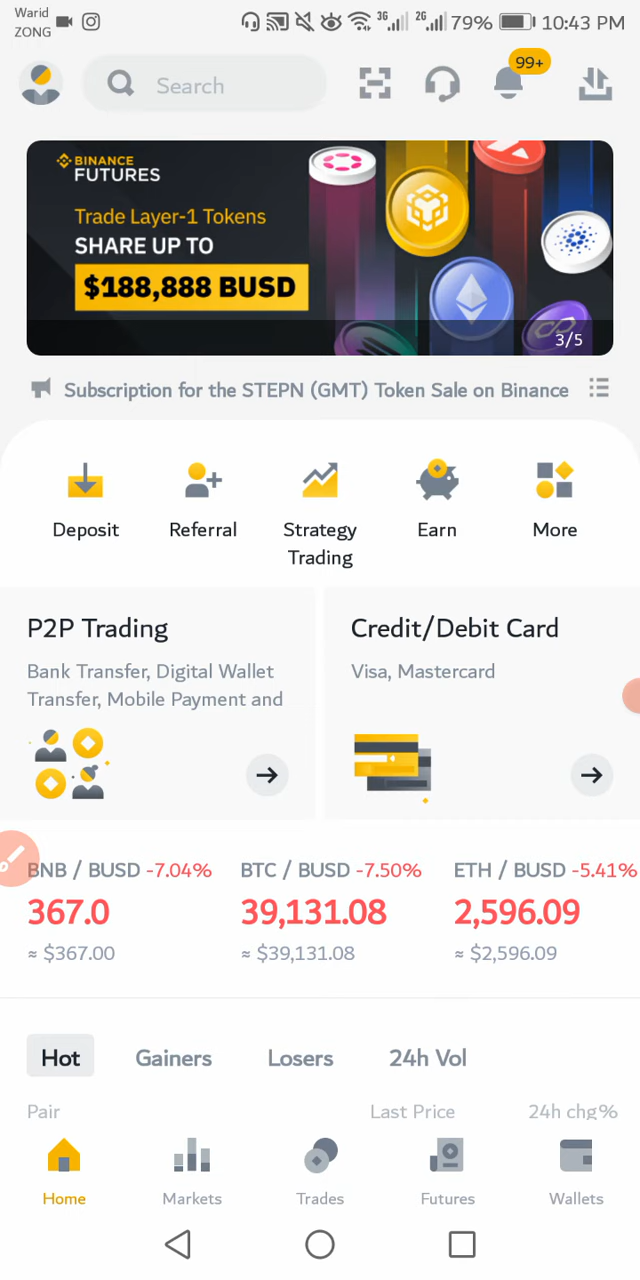 Warid
ZONG
3G
2G
79%
10:43 PM
Search
99+
BINANCE
FUTURES
Trade Layer-1 Tokens
SHARE UP TO
$188,888 BUSD
3/5
Subscription for the STEPN (GMT) Token Sale on Binance
Deposit
Referral
Strategy
Trading
Earn
More
P2P Trading
Bank Transfer, Digital Wallet
Transfer, Mobile Payment and
Credit/Debit Card
Visa, Mastercard
BNB / BUSD -7.04%
367.0
≈ $367.00
BTC / BUSD -7.50%
39,131.08
≈ $39,131.08
ETH / BUSD -5.41%
2,596.09
≈ $2,596.09
Hot
Gainers
Losers
24h Vol
Pair
Last Price
24h chg%
Home
Markets
Trades
Futures
Wallets